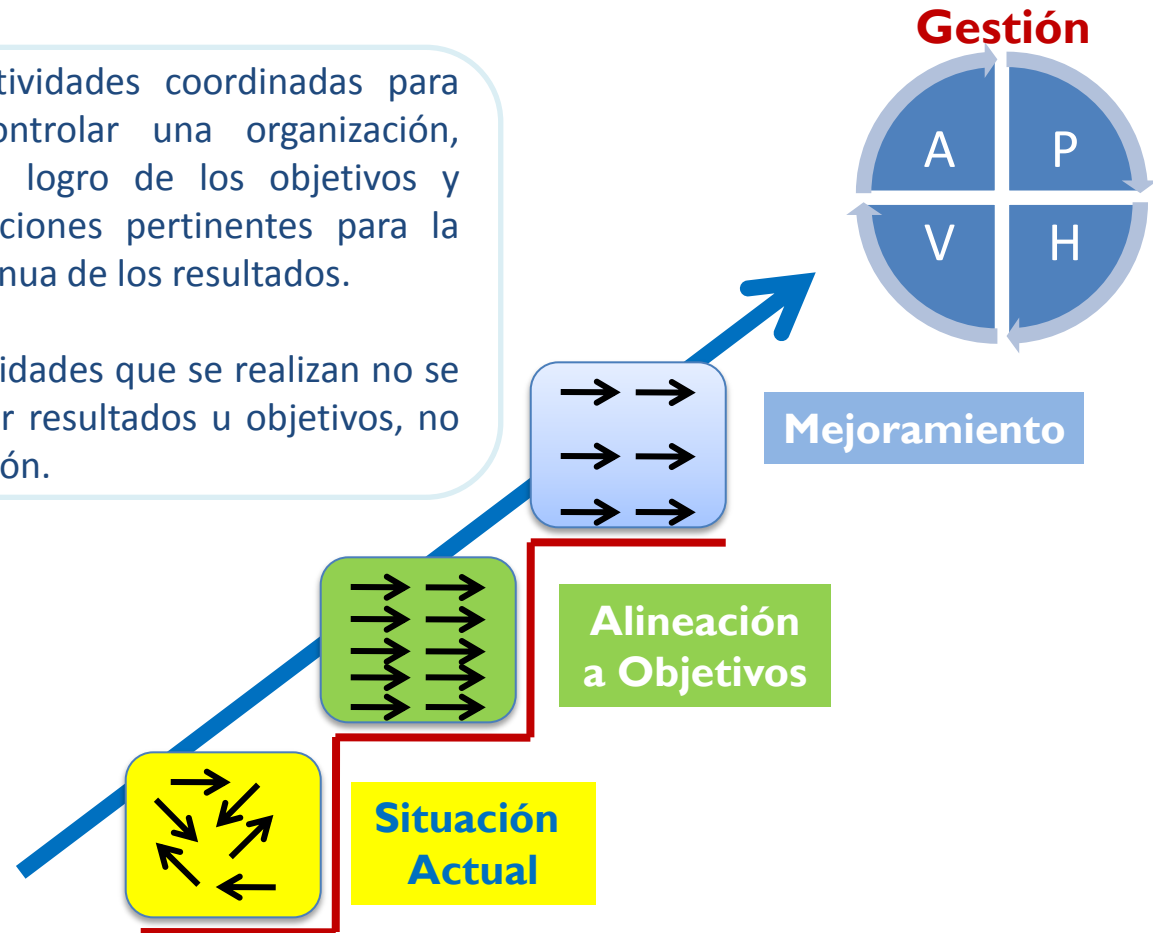 Gestión
tividades coordinadas para
ontrolar una organización,
logro de los objetivos y
ciones pertinentes para la
nua de los resultados.
idades que se realizan no se
r resultados u objetivos, no
ón.
A P
V H
Mejoramiento
Alineación
a Objetivos
Situación
Actual